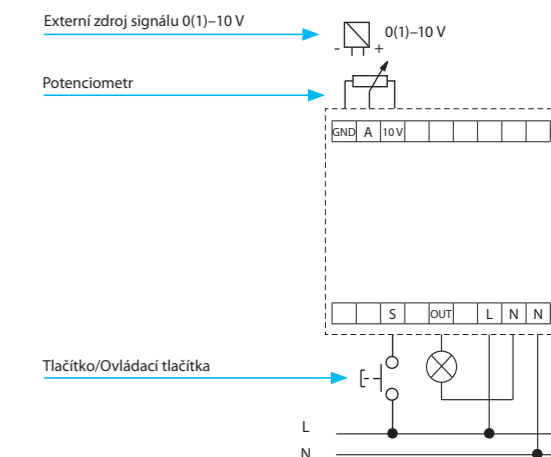 Externí zdroj signálu 0(1)–10 V
0(1)–10 V
- +
Potenciometr
GND A 10 V
S OUT L N N
Tlačítko/Ovládací tlačítka
L
N